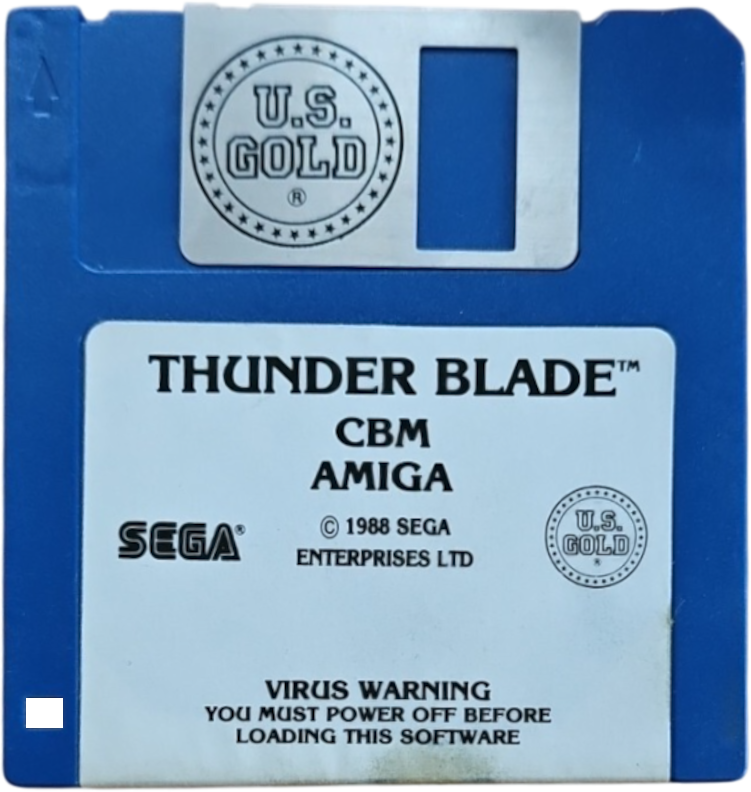 U.S.
GOLD
®
THUNDER BLADE™
CBM
AMIGA
SEGA®
© 1988 SEGA
ENTERPRISES LTD
U.S.
GOLD
®
VIRUS WARNING
YOU MUST POWER OFF BEFORE
LOADING THIS SOFTWARE